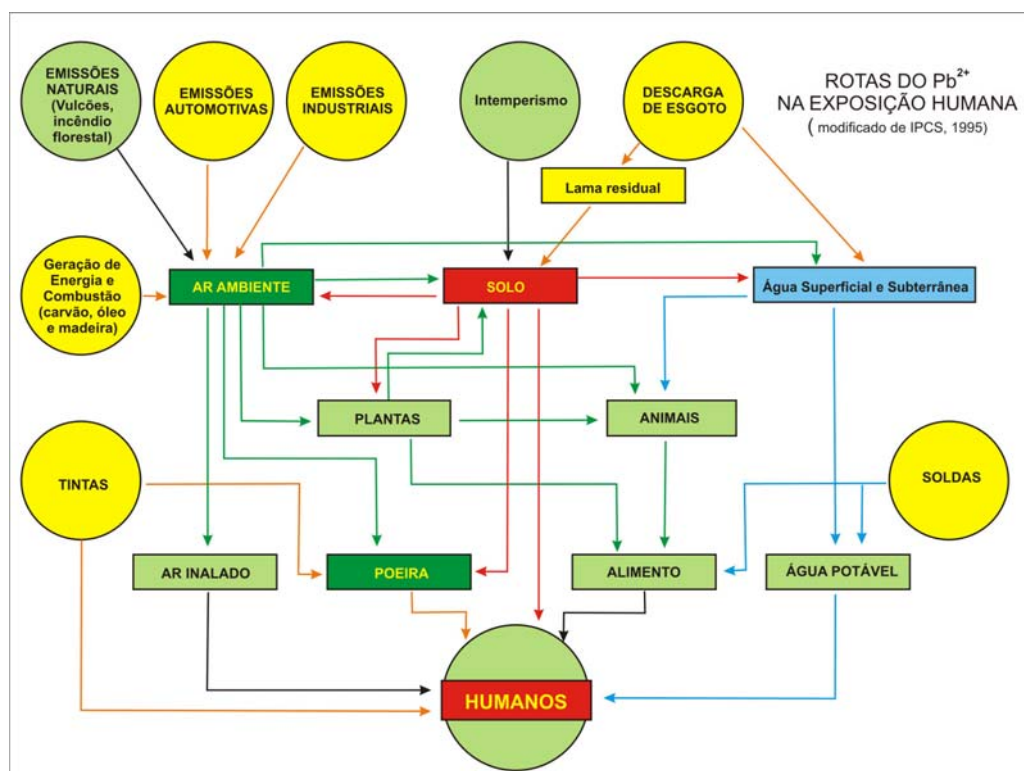 EMISSÕES
NATURAIS
(Vulcões,
incêndio
florestal)
EMISSÕES
AUTOMOTIVAS
EMISSÕES
INDUSTRIAIS
Intemperismo
DESCARGA
DE ESGOTO
ROTAS DO Pb²⁺
NA EXPOSIÇÃO HUMANA
( modificado de IPCS, 1995)
Lama residual
Geração de
Energia e
Combustão
(carvão, óleo
e madeira)
AR AMBIENTE
SOLO
Água Superficial e Subterrânea
PLANTAS
ANIMAIS
TINTAS
SOLDAS
AR INALADO
POEIRA
ALIMENTO
ÁGUA POTÁVEL
HUMANOS